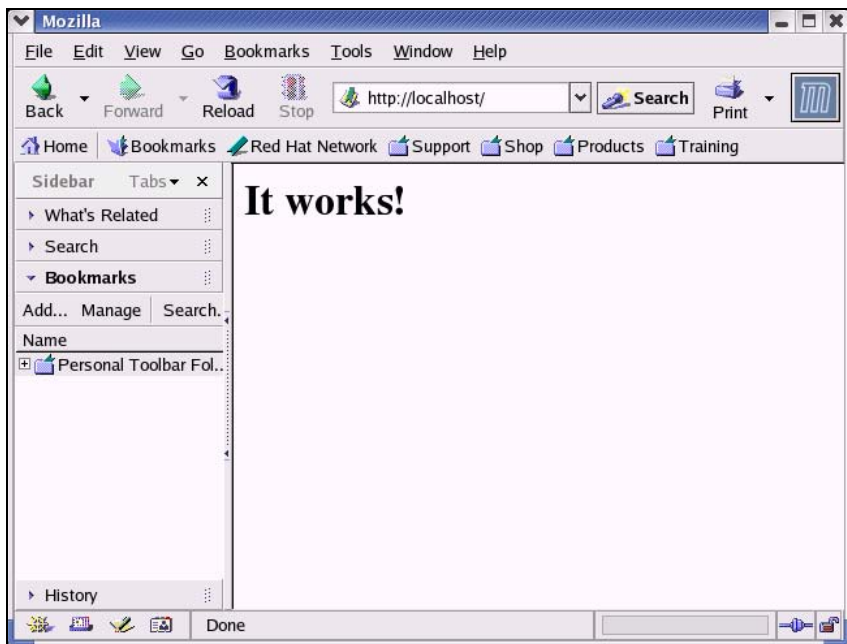 Mozilla
File Edit View Go Bookmarks Tools Window Help
Back Forward Reload Stop http://localhost/ Search Print
Home Bookmarks Red Hat Network Support Shop Products Training
Sidebar Tabs
What's Related
Search
Bookmarks
Add... Manage Search.
Name
Personal Toolbar Fol..
History
It works!
Done